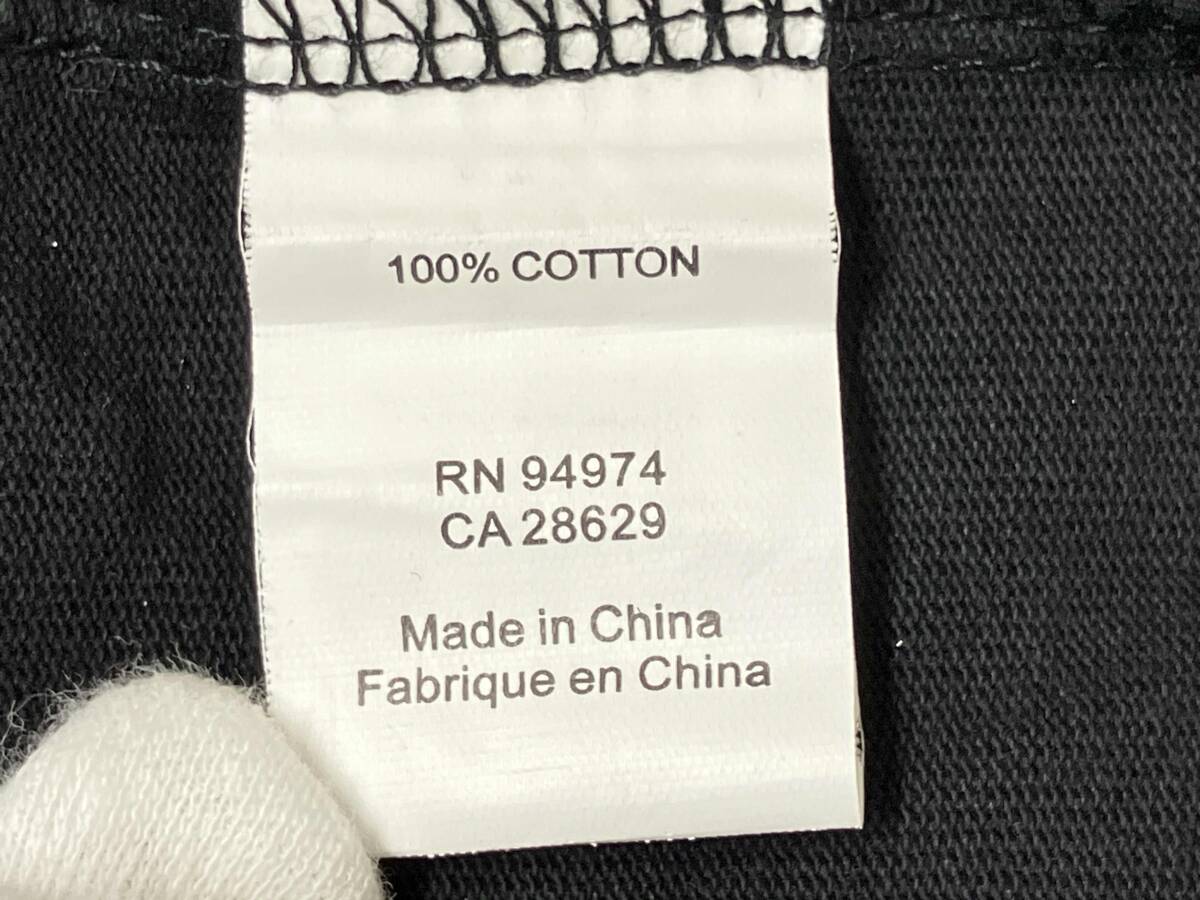 100% COTTON
RN 94974
CA 28629
Made in China
Fabrique en China